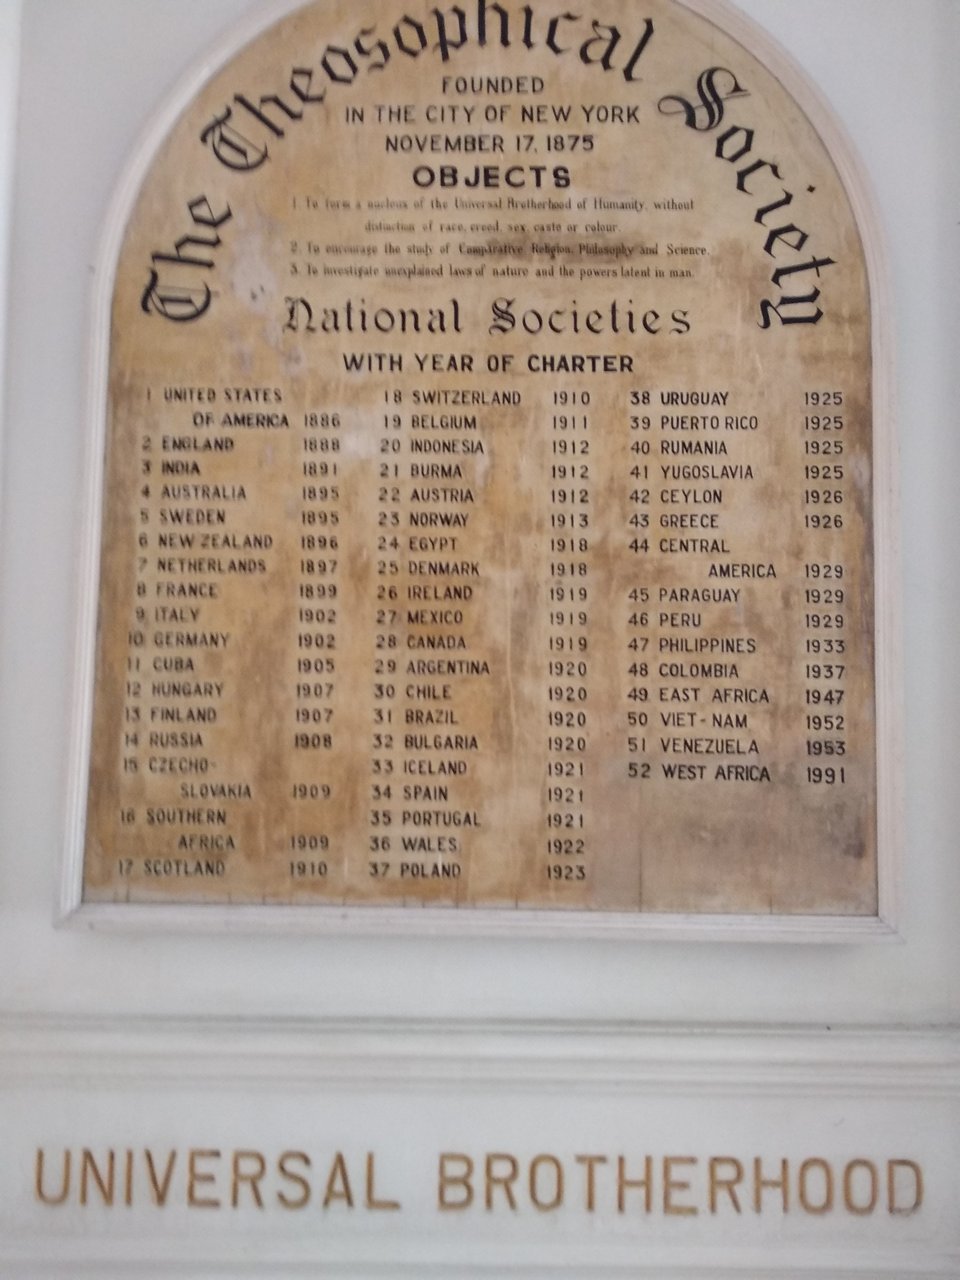 The Theosophical Society
FOUNDED
IN THE CITY OF NEW YORK
NOVEMBER 17, 1875
OBJECTS
1. To form a nucleus of the Universal Brotherhood of Humanity, without
distinction of race, creed, sex, caste or colour.
2. To encourage the study of Comparative Religion, Philosophy and Science.
3. To investigate unexplained laws of nature and the powers latent in man.
National Societies
WITH YEAR OF CHARTER
1 UNITED STATES
OF AMERICA 1886
2 ENGLAND 1888
3 INDIA 1891
4 AUSTRALIA 1895
5 SWEDEN 1895
6 NEW ZEALAND 1896
7 NETHERLANDS 1897
8 FRANCE 1899
9 ITALY 1902
10 GERMANY 1902
11 CUBA 1905
12 HUNGARY 1907
13 FINLAND 1907
14 RUSSIA 1908
15 CZECHO-
SLOVAKIA 1909
16 SOUTHERN
AFRICA 1909
17 SCOTLAND 1910
18 SWITZERLAND 1910
19 BELGIUM 1911
20 INDONESIA 1912
21 BURMA 1912
22 AUSTRIA 1912
23 NORWAY 1913
24 EGYPT 1918
25 DENMARK 1918
26 IRELAND 1919
27 MEXICO 1919
28 CANADA 1919
29 ARGENTINA 1920
30 CHILE 1920
31 BRAZIL 1920
32 BULGARIA 1920
33 ICELAND 1921
34 SPAIN 1921
35 PORTUGAL 1921
36 WALES 1922
37 POLAND 1923
38 URUGUAY 1925
39 PUERTO RICO 1925
40 RUMANIA 1925
41 YUGOSLAVIA 1925
42 CEYLON 1926
43 GREECE 1926
44 CENTRAL
AMERICA 1929
45 PARAGUAY 1929
46 PERU 1929
47 PHILIPPINES 1933
48 COLOMBIA 1937
49 EAST AFRICA 1947
50 VIET-NAM 1952
51 VENEZUELA 1953
52 WEST AFRICA 1991
UNIVERSAL BROTHERHOOD